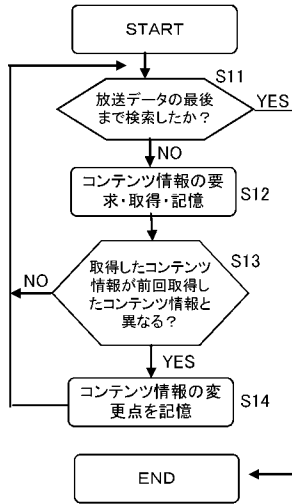 START
S11
放送データの最後
まで検索したか？
YES
NO
コンテンツ情報の要
求・取得・記憶
S12
S13
取得したコンテンツ
情報が前回取得し
たコンテンツ情報と
異なる？
NO
YES
コンテンツ情報の変
更点を記憶
S14
END